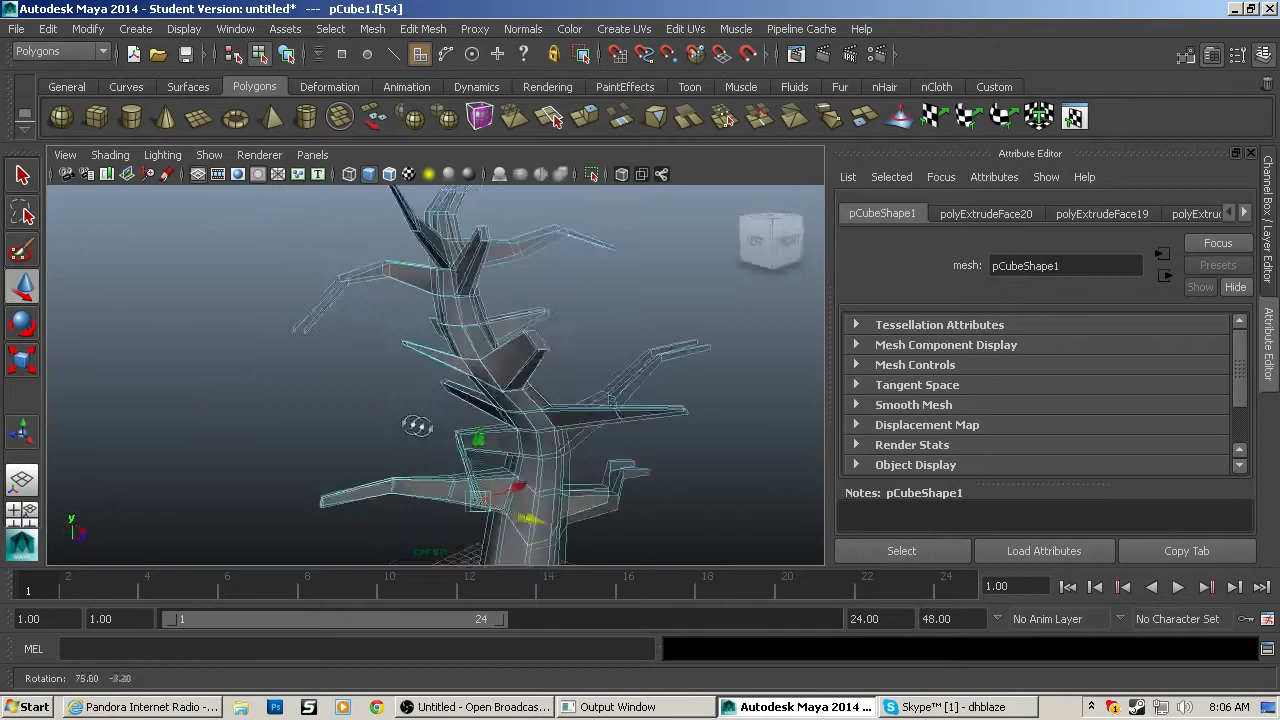 Autodesk Maya 2014 - Student Version: untitled*   ---   pCube1.f[54]
File Edit Modify Create Display Window Assets Select Mesh Edit Mesh Proxy Normals Color Create UVs Edit UVs Muscle Pipeline Cache Help
Polygons
General Curves Surfaces Polygons Deformation Animation Dynamics Rendering PaintEffects Toon Muscle Fluids Fur nHair nCloth Custom
View Shading Lighting Show Renderer Panels
Attribute Editor
List Selected Focus Attributes Show Help
pCubeShape1 polyExtrudeFace20 polyExtrudeFace19 polyExtru
Focus
mesh: pCubeShape1
Presets
Show Hide
Tessellation Attributes
Mesh Component Display
Mesh Controls
Tangent Space
Smooth Mesh
Displacement Map
Render Stats
Object Display
Notes: pCubeShape1
Select Load Attributes Copy Tab
Channel Box / Layer Editor
Attribute Editor
y
persp
2 4 6 8 10 12 14 16 18 20 22 24
1
1.00
1.00 1.00 1 24 24.00 48.00 No Anim Layer No Character Set
MEL
Rotation: 76.80 -3.20
Start Pandora Internet Radio -... Untitled - Open Broadcas... Output Window Autodesk Maya 2014 ... Skype™ [1] - dhblaze 8:06 AM